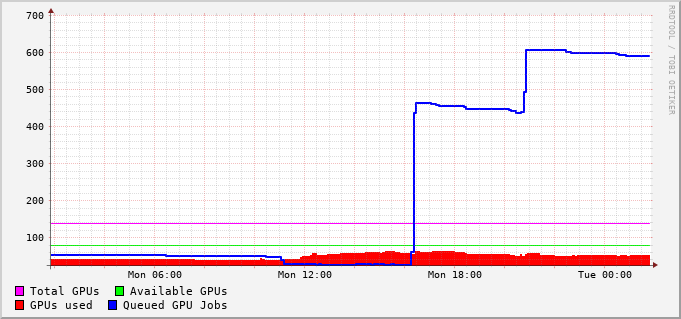 700
600
500
400
300
200
100
Mon 06:00 Mon 12:00 Mon 18:00 Tue 00:00
Total GPUs Available GPUs
GPUs used Queued GPU Jobs
RRDTOOL / TOBI OETIKER